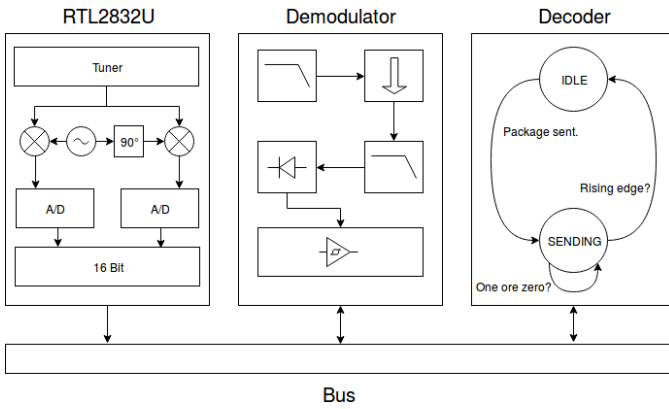 RTL2832U
Demodulator
Decoder
Tuner
90°
A/D
A/D
16 Bit
IDLE
Package sent.
Rising edge?
SENDING
One ore zero?
Bus